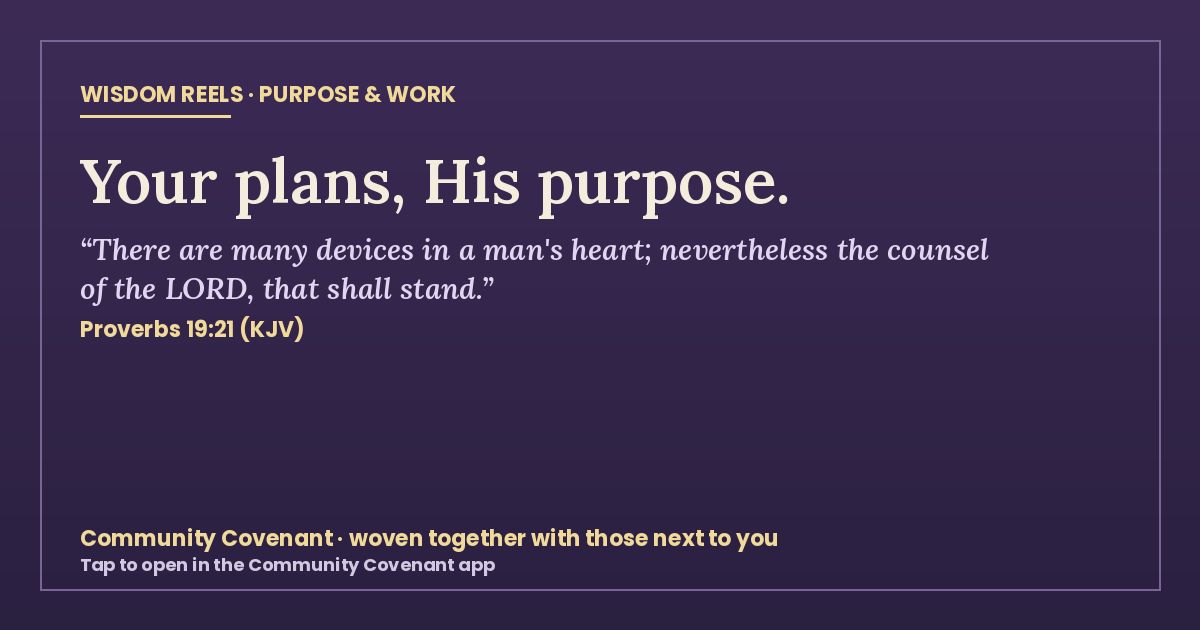 WISDOM REELS · PURPOSE & WORK
Your plans, His purpose.
“There are many devices in a man's heart; nevertheless the counsel
of the LORD, that shall stand.”
Proverbs 19:21 (KJV)
Community Covenant · woven together with those next to you
Tap to open in the Community Covenant app